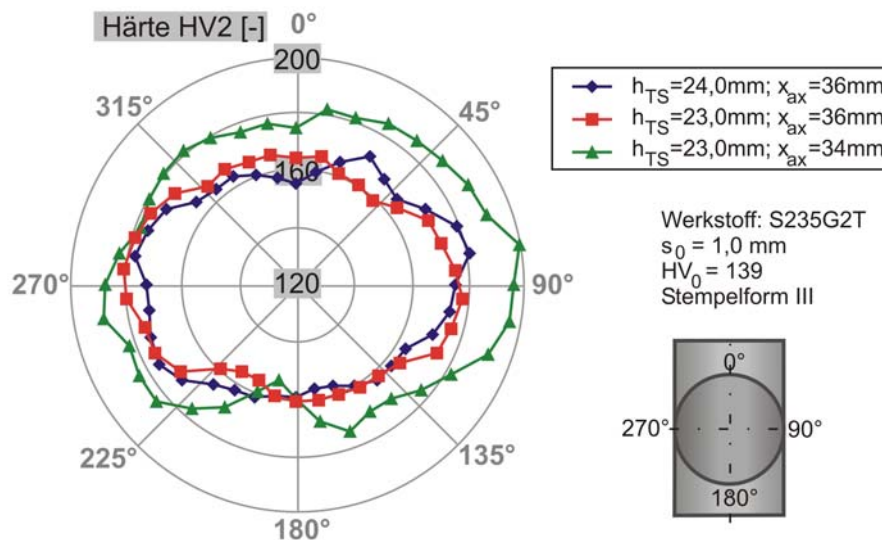 Härte HV2 [-]
0°
200
315°
45°
160
270°
120
90°
225°
135°
180°
h_TS=24,0mm; x_ax=36mm
h_TS=23,0mm; x_ax=36mm
h_TS=23,0mm; x_ax=34mm
Werkstoff: S235G2T
s_0 = 1,0 mm
HV_0 = 139
Stempelform III
0°
270°
90°
180°